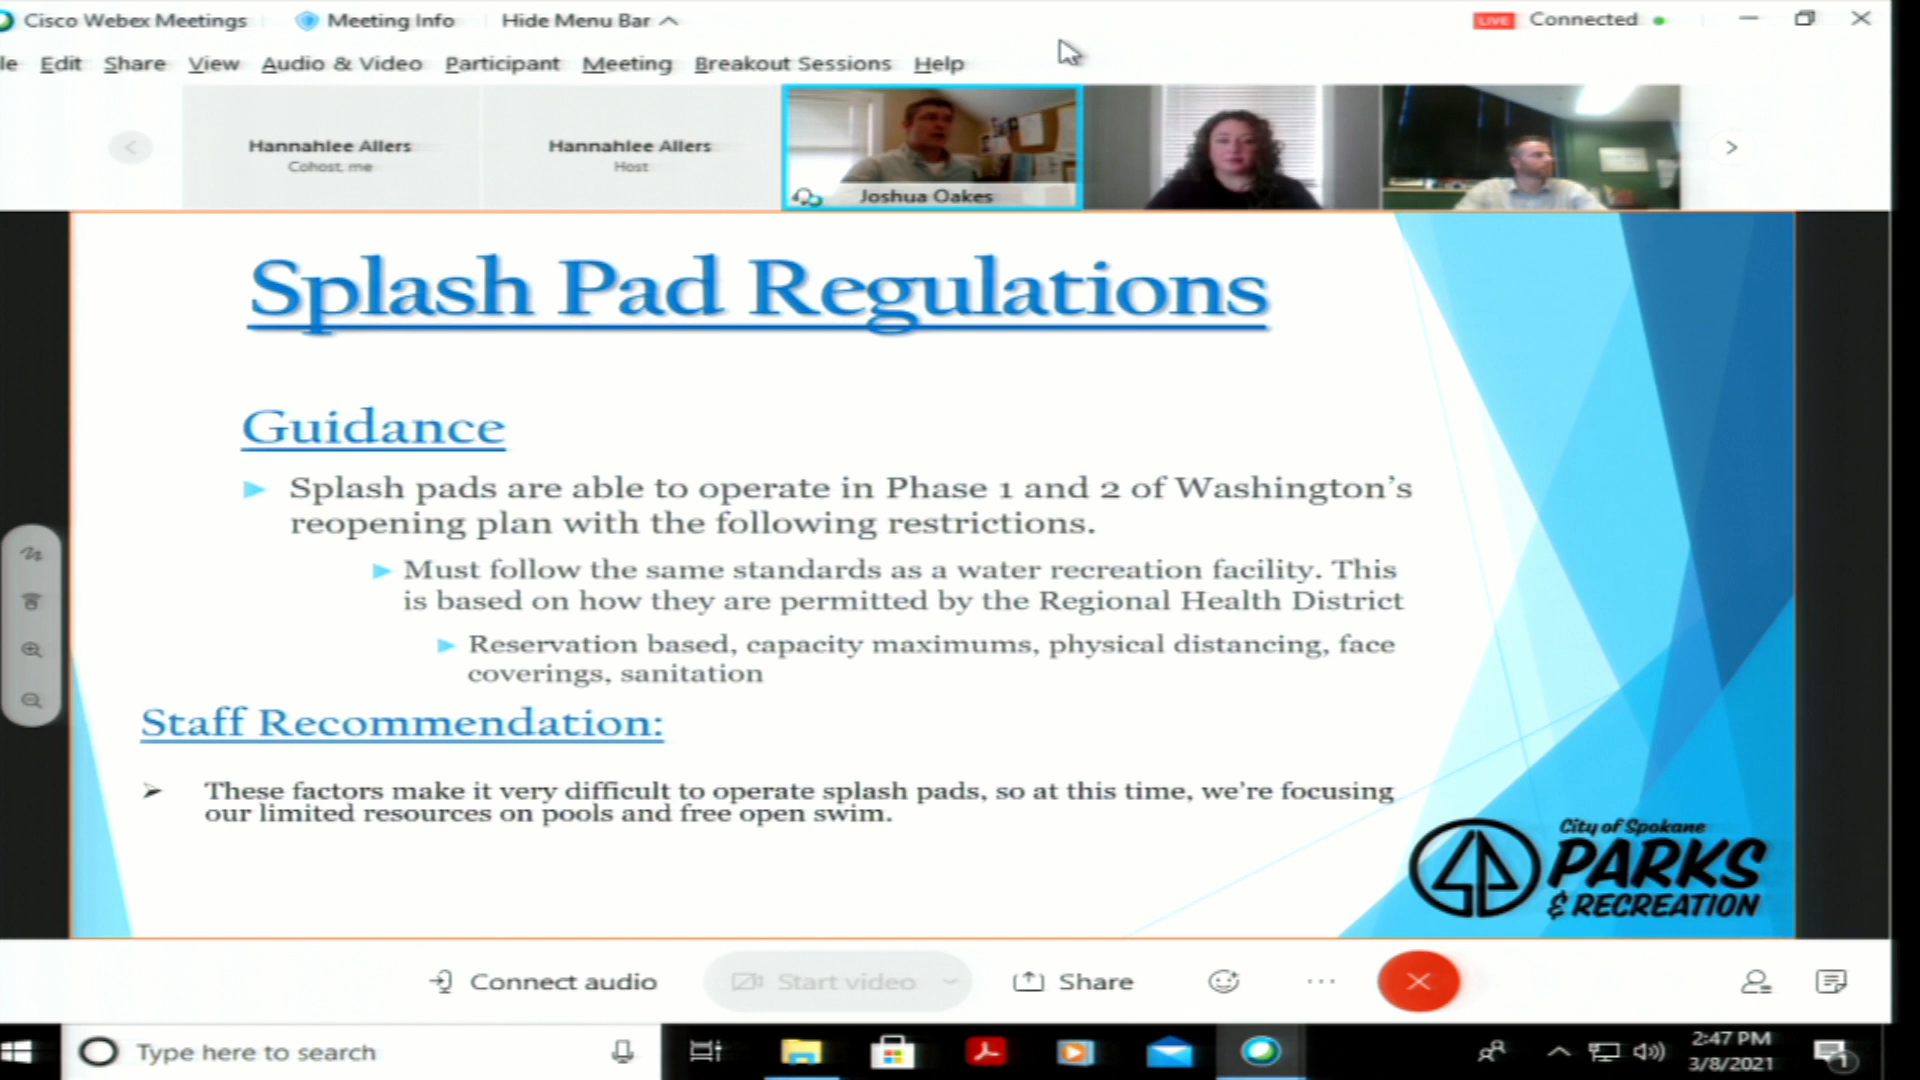 Cisco Webex Meetings
Meeting Info
Hide Menu Bar
LIVE
Connected
le Edit Share View Audio & Video Participant Meeting Breakout Sessions Help
Hannahlee Allers
Cohost, me
Hannahlee Allers
Host
Joshua Oakes
Splash Pad Regulations
Guidance
Splash pads are able to operate in Phase 1 and 2 of Washington's
reopening plan with the following restrictions.
Must follow the same standards as a water recreation facility. This
is based on how they are permitted by the Regional Health District
Reservation based, capacity maximums, physical distancing, face
coverings, sanitation
Staff Recommendation:
These factors make it very difficult to operate splash pads, so at this time, we're focusing
our limited resources on pools and free open swim.
City of Spokane
PARKS
& RECREATION
Connect audio
Start video
Share
Type here to search
2:47 PM
3/8/2021
1